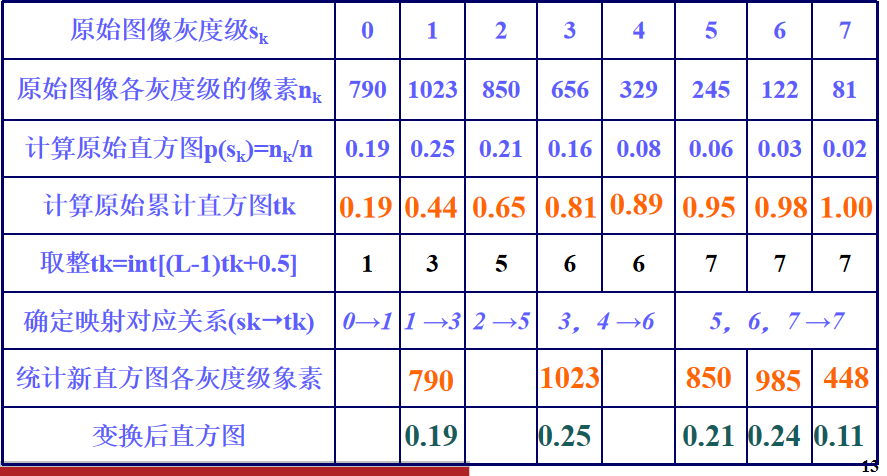 原始图像灰度级sk 0 1 2 3 4 5 6 7
原始图像各灰度级的像素nk 790 1023 850 656 329 245 122 81
计算原始直方图p(sk)=nk/n 0.19 0.25 0.21 0.16 0.08 0.06 0.03 0.02
计算原始累计直方图tk 0.19 0.44 0.65 0.81 0.89 0.95 0.98 1.00
取整tk=int[(L-1)tk+0.5] 1 3 5 6 6 7 7 7
确定映射对应关系(sk→tk) 0→1 1→3 2→5 3，4→6 5，6，7→7
统计新直方图各灰度级象素 790 1023 850 985 448
变换后直方图 0.19 0.25 0.21 0.24 0.11
13